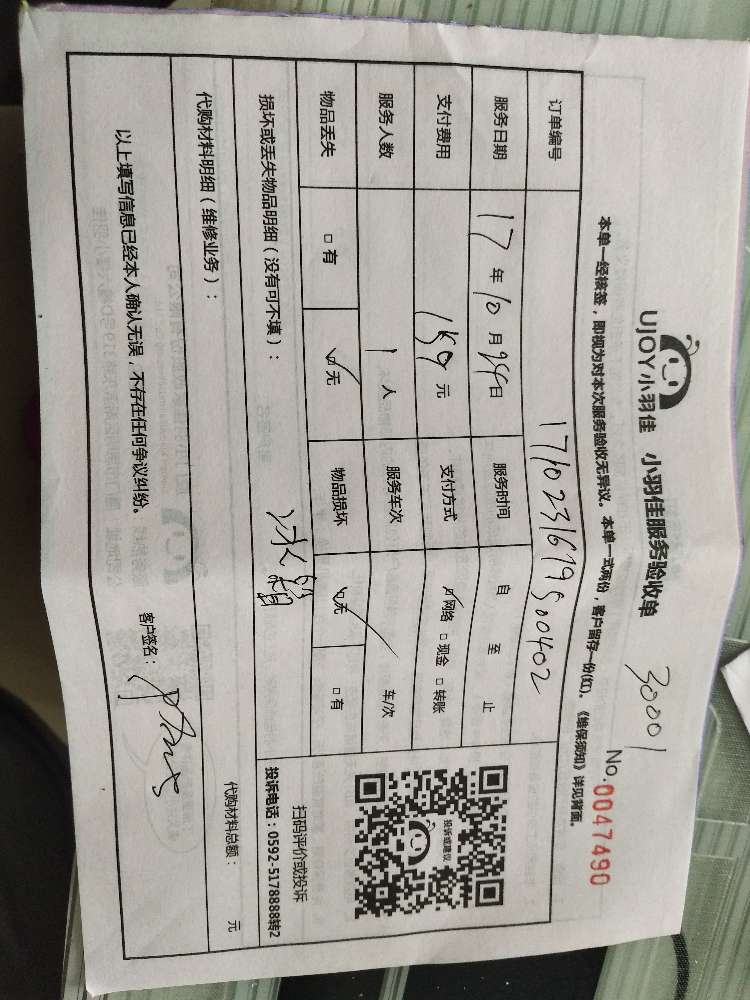 UJOY小羽佳 小羽佳服务验收单
30001
No.0047490
本单一经核签，即视为对本次服务验收无异议。本单一式两份，客户留存一份(红)。《维保须知》详见背面。
订单编号
服务日期 17年10月24日 服务时间 自 至 止
支付费用 150元 支付方式 ☑网络 □现金 □转账
服务人数 1人 服务车次 / 车/次
物品丢失 □有 ☑无 物品损坏 ☑无 □有
投诉或建议
扫码评价或投诉
投诉电话：0592-5178888转2
损坏或丢失物品明细（没有可不填）：
冰箱
代购材料明细（维修业务）：
代购材料总额： 元
以上填写信息已经本人确认无误，不存在任何争议纠纷。
客户签名：